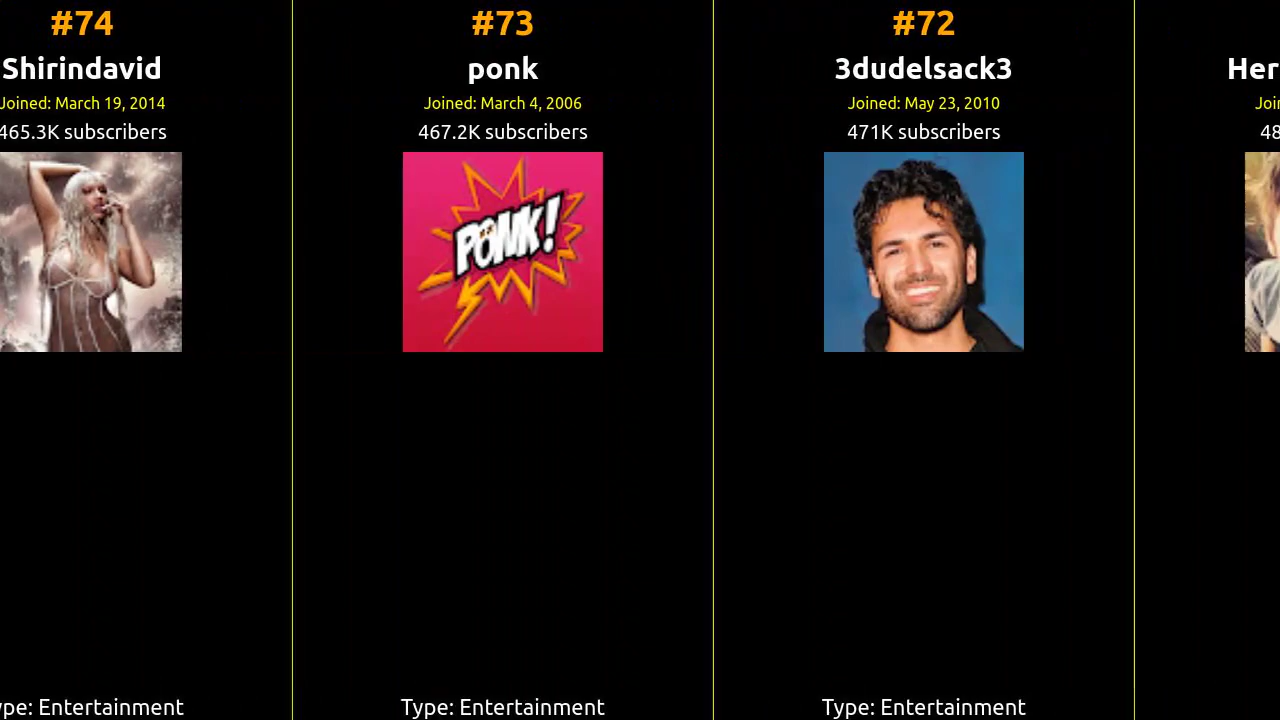 #74
Shirindavid
Joined: March 19, 2014
465.3K subscribers
Type: Entertainment
#73
ponk
Joined: March 4, 2006
467.2K subscribers
PONK!
Type: Entertainment
#72
3dudelsack3
Joined: May 23, 2010
471K subscribers
Type: Entertainment